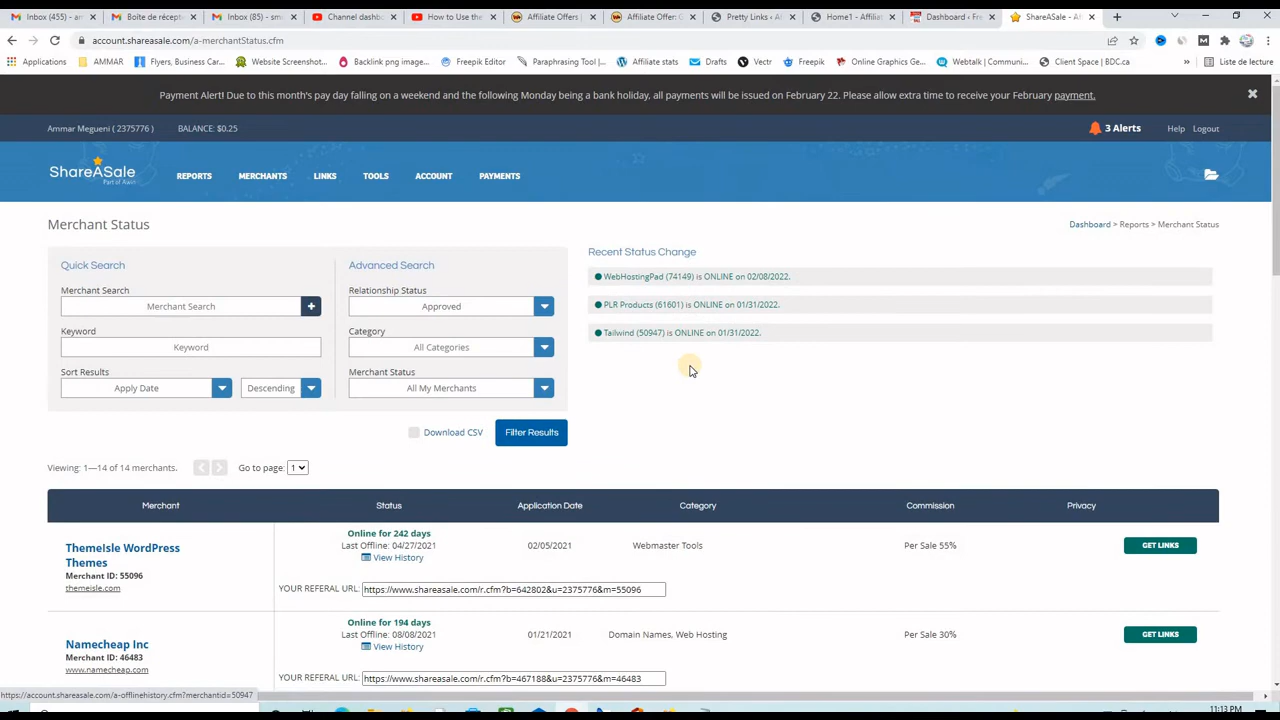 Inbox (455) - am
Boîte de récept
Inbox (85) - sm
Channel dashb
How to Use the
Affiliate Offers |
Affiliate Offer: G
Pretty Links ‹ A
Home1 - Affiliat
Dashboard ‹ Fre
ShareASale - Af
account.shareasale.com/a-merchantStatus.cfm
Applications
AMMAR
Flyers, Business Car...
Website Screenshot...
Backlink png image...
Freepik Editor
Paraphrasing Tool |...
Affiliate stats
Drafts
Vectr
Freepik
Online Graphics Ge...
Webtalk | Communi...
Client Space | BDC.ca
»
Liste de lecture
Payment Alert! Due to this month's pay day falling on a weekend and the following Monday being a bank holiday, all payments will be issued on February 22. Please allow extra time to receive your February payment.
Ammar Megueni ( 2375776 )
BALANCE: $0.25
3 Alerts
Help
Logout
ShareASale
Part of Awin
REPORTS
MERCHANTS
LINKS
TOOLS
ACCOUNT
PAYMENTS
Merchant Status
Dashboard > Reports > Merchant Status
Quick Search
Merchant Search
Merchant Search
Keyword
Keyword
Sort Results
Apply Date
Descending
Advanced Search
Relationship Status
Approved
Category
All Categories
Merchant Status
All My Merchants
Download CSV
Filter Results
Recent Status Change
WebHostingPad (74149) is ONLINE on 02/08/2022.
PLR Products (61601) is ONLINE on 01/31/2022.
Tailwind (50947) is ONLINE on 01/31/2022.
Viewing: 1—14 of 14 merchants.
Go to page: 1
Merchant
Status
Application Date
Category
Commission
Privacy
ThemeIsle WordPress
Themes
Merchant ID: 55096
themeisle.com
Online for 242 days
Last Offline: 04/27/2021
View History
02/05/2021
Webmaster Tools
Per Sale 55%
GET LINKS
YOUR REFERAL URL: https://www.shareasale.com/r.cfm?b=642802&u=2375776&m=55096
Namecheap Inc
Merchant ID: 46483
www.namecheap.com
Online for 194 days
Last Offline: 08/08/2021
View History
01/21/2021
Domain Names, Web Hosting
Per Sale 30%
GET LINKS
YOUR REFERAL URL: https://www.shareasale.com/r.cfm?b=467188&u=2375776&m=46483
https://account.shareasale.com/a-offlinehistory.cfm?merchantid=50947
11:13 PM